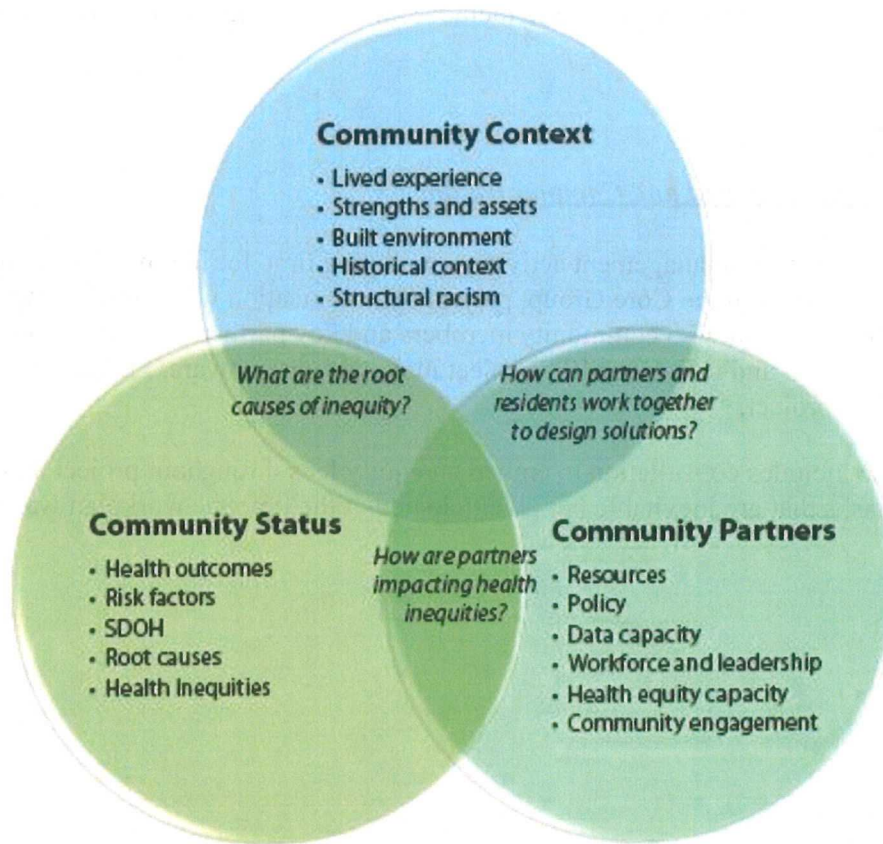 Community Context
• Lived experience
• Strengths and assets
• Built environment
• Historical context
• Structural racism
What are the root
causes of inequity?
How can partners and
residents work together
to design solutions?
Community Status
• Health outcomes
• Risk factors
• SDOH
• Root causes
• Health Inequities
How are partners
impacting health
inequities?
Community Partners
• Resources
• Policy
• Data capacity
• Workforce and leadership
• Health equity capacity
• Community engagement